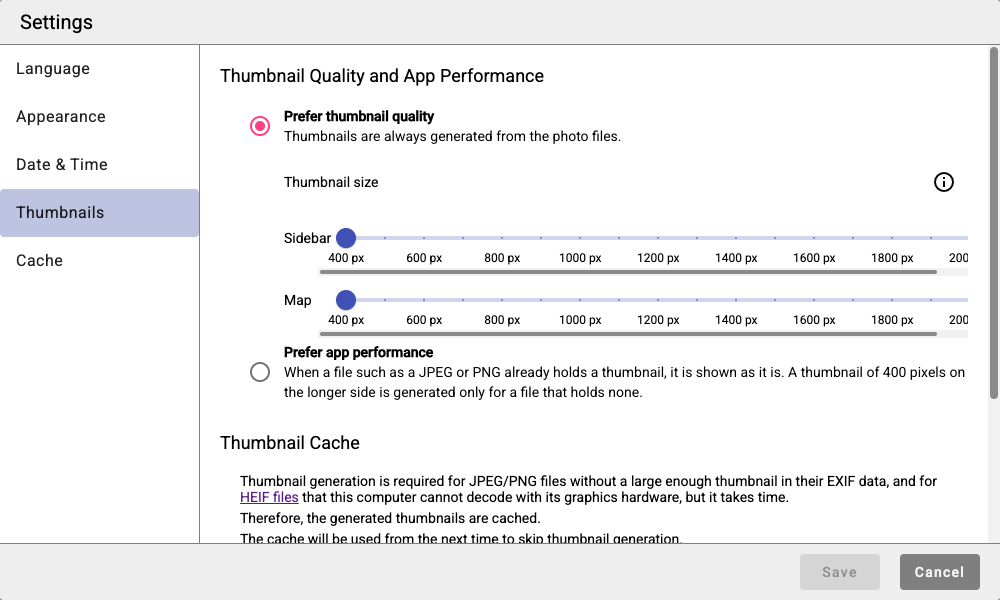 Settings
Language
Appearance
Date & Time
Thumbnails
Cache
Thumbnail Quality and App Performance
Prefer thumbnail quality
Thumbnails are always generated from the photo files.
Thumbnail size
Sidebar
400 px 600 px 800 px 1000 px 1200 px 1400 px 1600 px 1800 px 200
Map
400 px 600 px 800 px 1000 px 1200 px 1400 px 1600 px 1800 px 200
Prefer app performance
When a file such as a JPEG or PNG already holds a thumbnail, it is shown as it is. A thumbnail of 400 pixels on
the longer side is generated only for a file that holds none.
Thumbnail Cache
Thumbnail generation is required for JPEG/PNG files without a large enough thumbnail in their EXIF data, and for
HEIF files that this computer cannot decode with its graphics hardware, but it takes time.
Therefore, the generated thumbnails are cached.
The cache will be used from the next time to skip thumbnail generation.
Save
Cancel